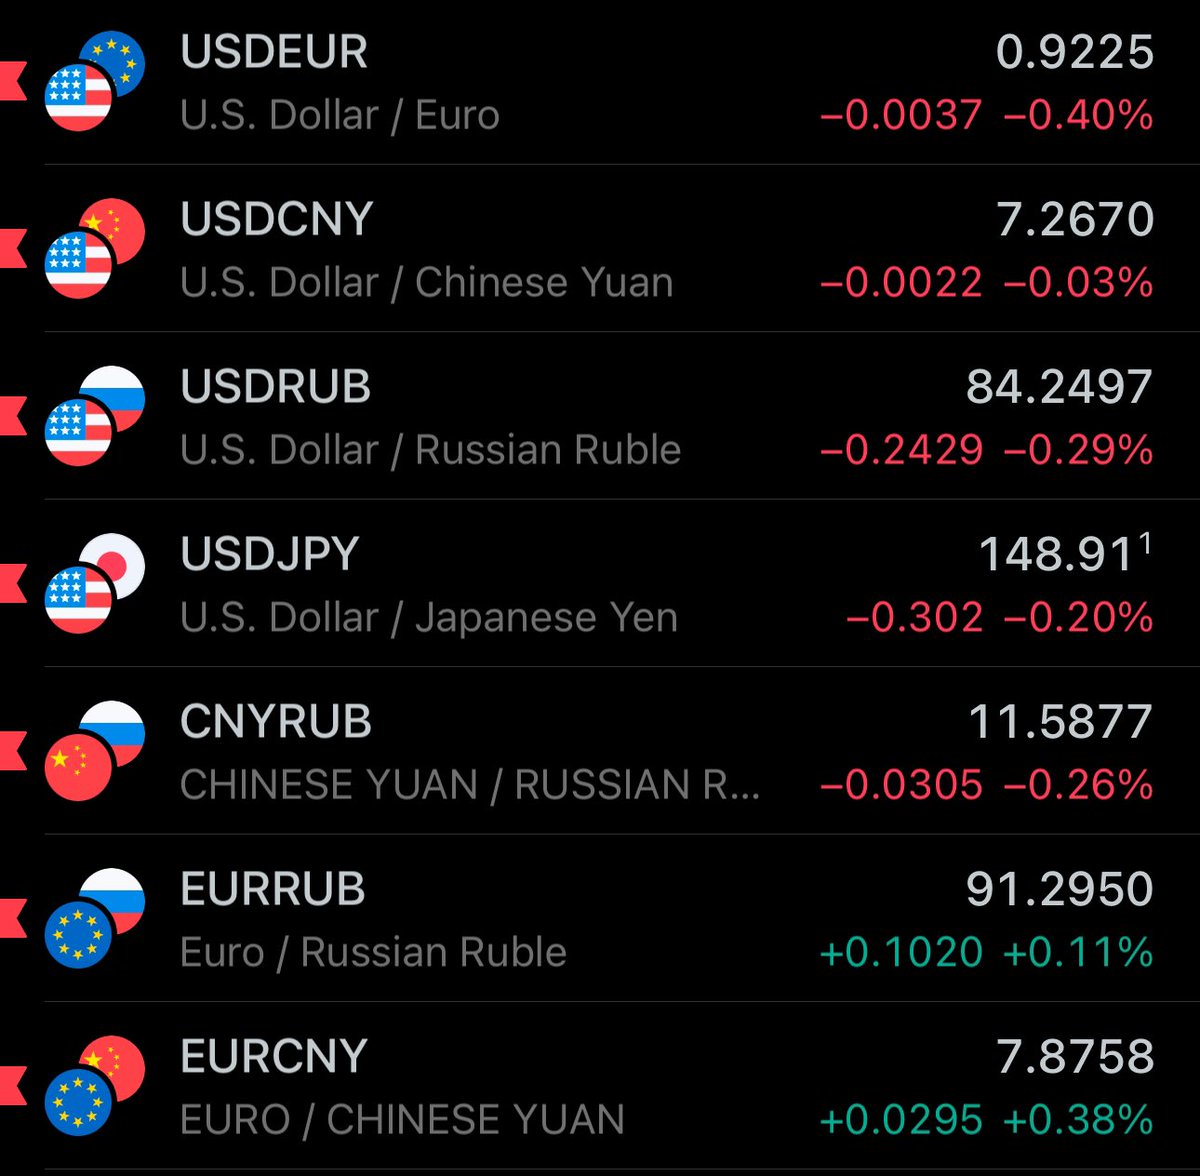 USDEUR 0.9225
U.S. Dollar / Euro −0.0037 −0.40%
USDCNY 7.2670
U.S. Dollar / Chinese Yuan −0.0022 −0.03%
USDRUB 84.2497
U.S. Dollar / Russian Ruble −0.2429 −0.29%
USDJPY 148.91¹
U.S. Dollar / Japanese Yen −0.302 −0.20%
CNYRUB 11.5877
CHINESE YUAN / RUSSIAN R... −0.0305 −0.26%
EURRUB 91.2950
Euro / Russian Ruble +0.1020 +0.11%
EURCNY 7.8758
EURO / CHINESE YUAN +0.0295 +0.38%